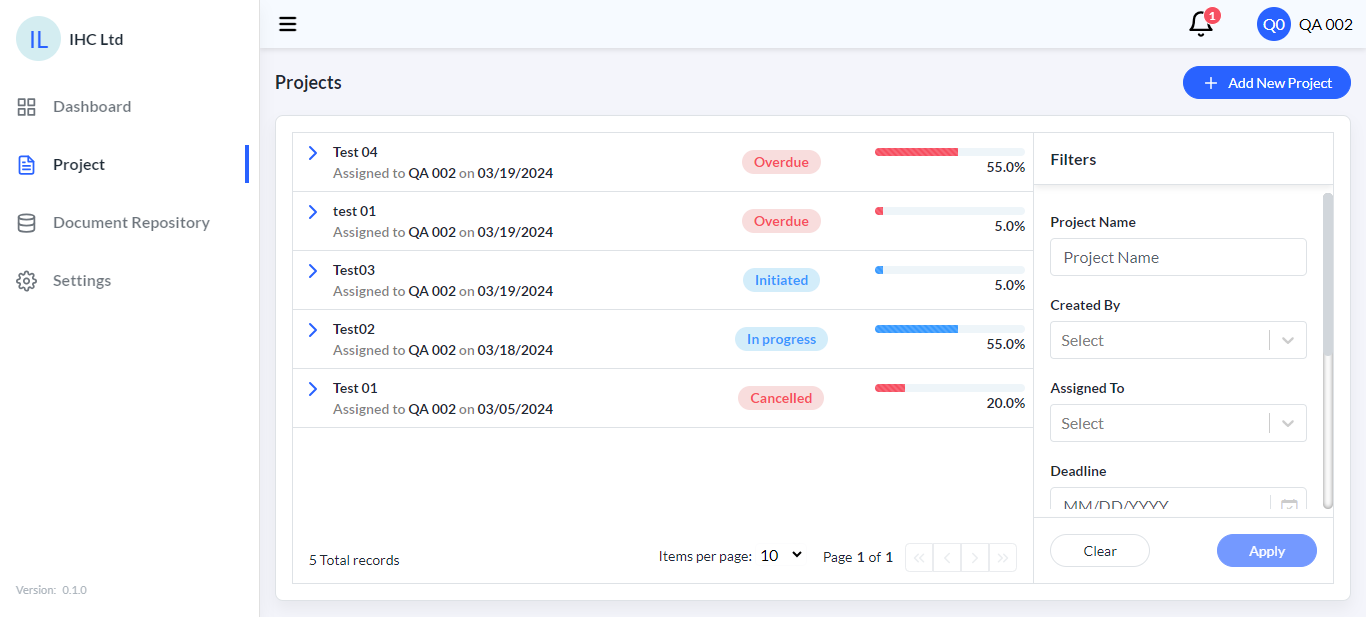 IL IHC Ltd
Dashboard
Project
Document Repository
Settings
Version: 0.1.0
1
Q0 QA 002
Projects
Add New Project
Test 04
Assigned to QA 002 on 03/19/2024
Overdue
55.0%
test 01
Assigned to QA 002 on 03/19/2024
Overdue
5.0%
Test03
Assigned to QA 002 on 03/19/2024
Initiated
5.0%
Test02
Assigned to QA 002 on 03/18/2024
In progress
55.0%
Test 01
Assigned to QA 002 on 03/05/2024
Cancelled
20.0%
5 Total records
Items per page: 10
Page 1 of 1
Filters
Project Name
Project Name
Created By
Select
Assigned To
Select
Deadline
MM/DD/YYYY
Clear
Apply